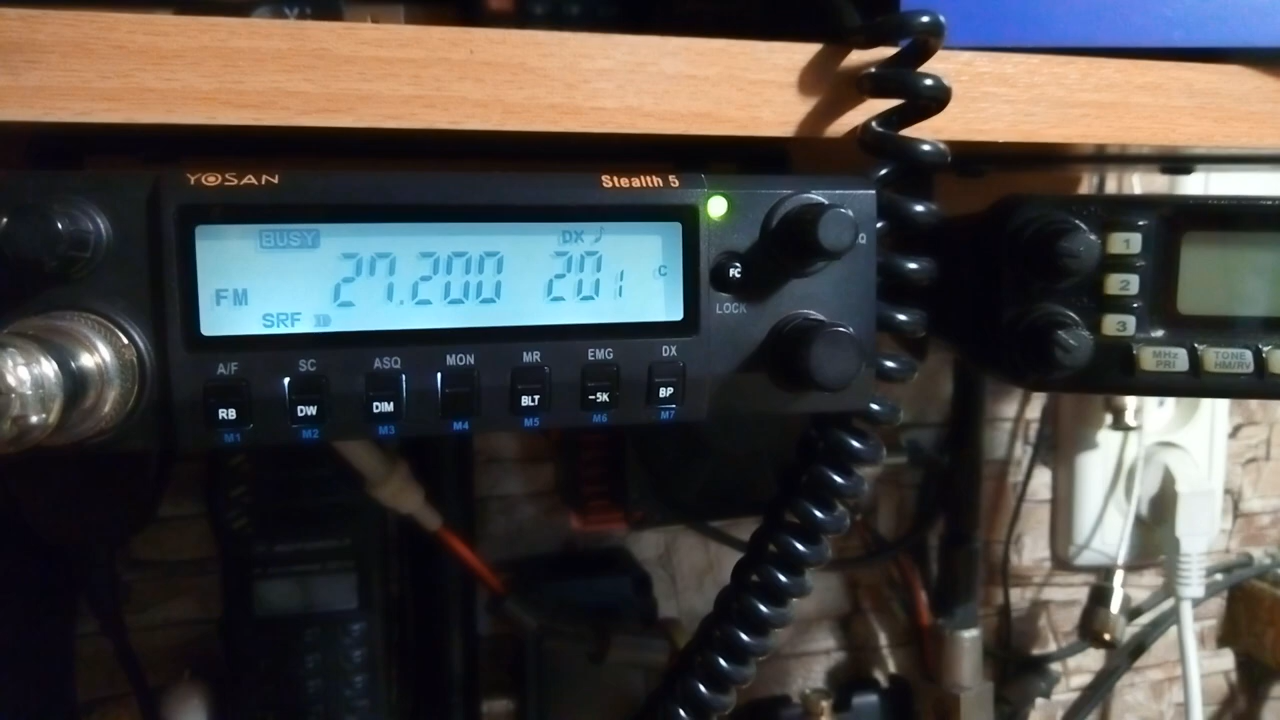 YOSAN
Stealth 5
BUSY DX
FM 27.200 201 C
SRF
FC
LOCK
A/F SC ASQ MON MR EMG DX
RB DW DIM BLT -5K BP
M1 M2 M3 M4 M5 M6 M7
1
2
3
MHz
PRI
TONE
HM/RV